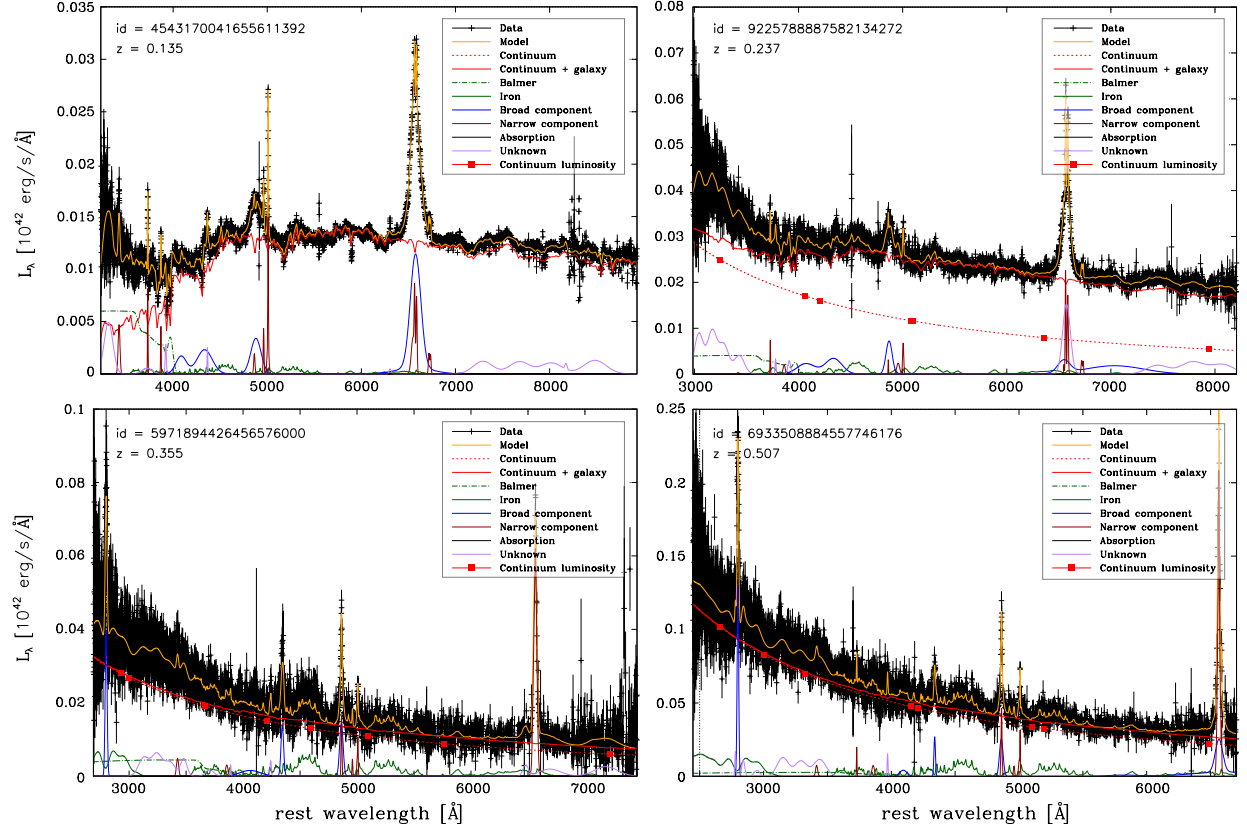 id = 4543170041655611392
z = 0.135
Data
Model
Continuum
Continuum + galaxy
Balmer
Iron
Broad component
Narrow component
Absorption
Unknown
Continuum luminosity
0.035
0.03
0.025
0.02
0.015
0.01
0.005
0
4000
5000
6000
7000
8000
L_λ [10^42 erg/s/Å]
id = 9225788887582134272
z = 0.237
Data
Model
Continuum
Continuum + galaxy
Balmer
Iron
Broad component
Narrow component
Absorption
Unknown
Continuum luminosity
0.08
0.07
0.06
0.05
0.04
0.03
0.02
0.01
0
3000
4000
5000
6000
7000
8000
id = 5971894426456576000
z = 0.355
Data
Model
Continuum
Continuum + galaxy
Balmer
Iron
Broad component
Narrow component
Absorption
Unknown
Continuum luminosity
0.1
0.08
0.06
0.04
0.02
0
3000
4000
5000
6000
7000
L_λ [10^42 erg/s/Å]
rest wavelength [Å]
id = 6933508884557746176
z = 0.507
Data
Model
Continuum
Continuum + galaxy
Balmer
Iron
Broad component
Narrow component
Absorption
Unknown
Continuum luminosity
0.25
0.2
0.15
0.1
0.05
0
3000
4000
5000
6000
rest wavelength [Å]